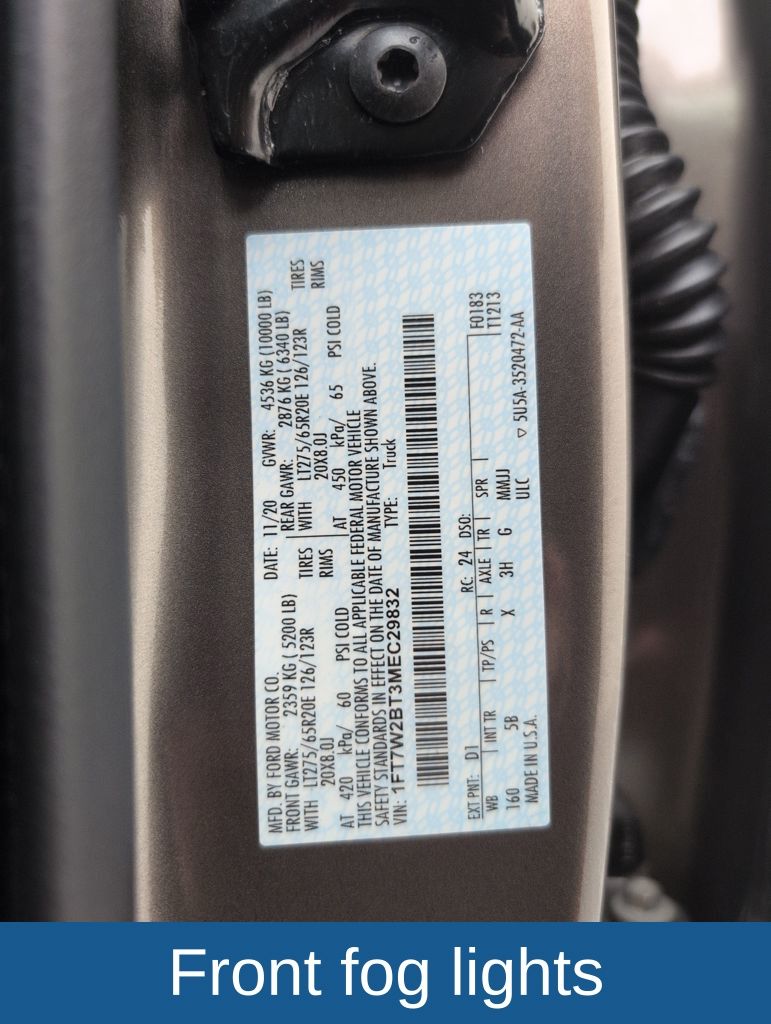 MFD. BY FORD MOTOR CO.
DATE: 11/20 GVWR: 4536 KG (10000 LB)
FRONT GAWR: 2359 KG ( 5200 LB)
REAR GAWR: 2876 KG ( 6340 LB)
WITH LT275/65R20E 126/123R TIRES
WITH LT275/65R20E 126/123R TIRES
20X8.0J RIMS
20X8.0J RIMS
AT 420 kPa/ 60 PSI COLD
AT 450 kPa/ 65 PSI COLD
THIS VEHICLE CONFORMS TO ALL APPLICABLE FEDERAL MOTOR VEHICLE
SAFETY STANDARDS IN EFFECT ON THE DATE OF MANUFACTURE SHOWN ABOVE.
VIN: 1FT7W2BT3MEC29832 TYPE: Truck
F0183
T1213
EXT PNT: D1 RC: 24 DSO:
WB INT TR TP/PS R AXLE TR SPR
160 5B X 3H G MMJJ
ULC
MADE IN U.S.A. ▽ 5U5A-3520472-AA
Front fog lights